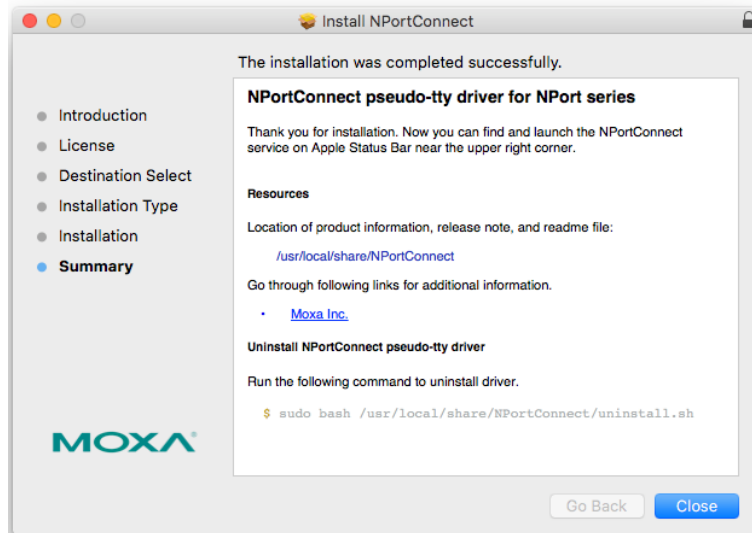 Install NPortConnect
The installation was completed successfully.
Introduction
License
Destination Select
Installation Type
Installation
Summary
NPortConnect pseudo-tty driver for NPort series
Thank you for installation. Now you can find and launch the NPortConnect
service on Apple Status Bar near the upper right corner.
Resources
Location of product information, release note, and readme file:
/usr/local/share/NPortConnect
Go through following links for additional information.
• Moxa Inc.
Uninstall NPortConnect pseudo-tty driver
Run the following command to uninstall driver.
$ sudo bash /usr/local/share/NPortConnect/uninstall.sh
MOXA
Go Back
Close